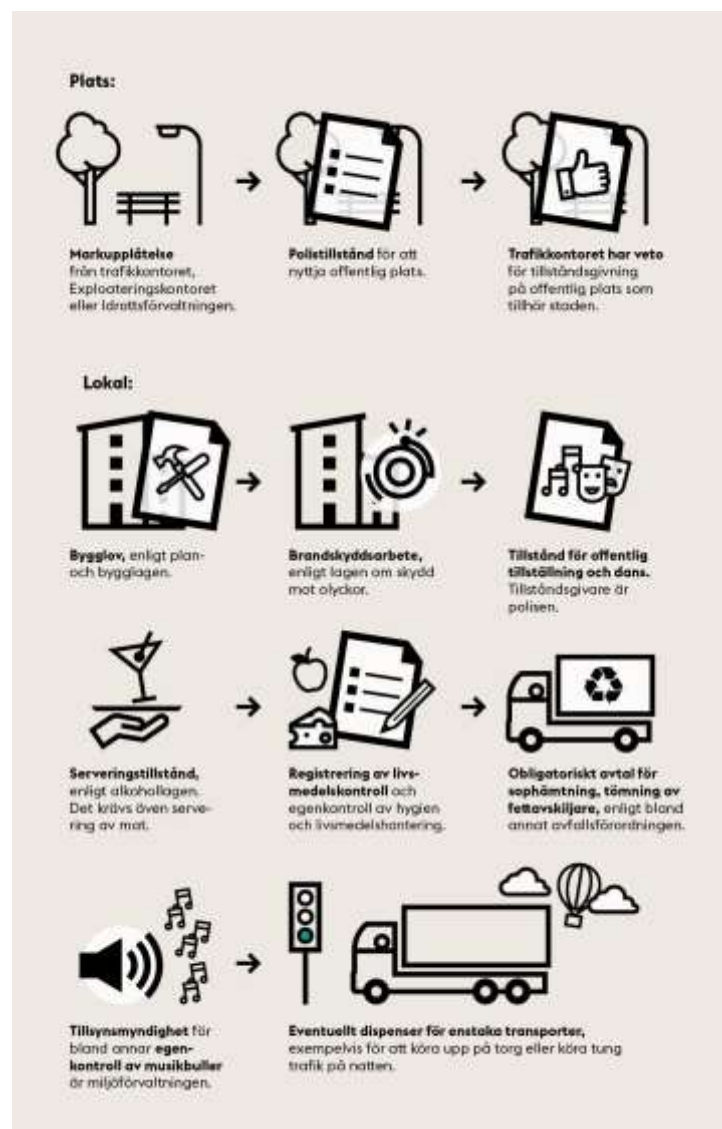 Plats:
Markupplåtelse
från trafikkontoret,
Exploateringskontoret
eller Idrottsförvaltningen.
Polistillstånd för att
nyttja offentlig plats.
Trafikkontoret har veto
för tillståndsgivning
på offentlig plats som
tillhör staden.
Lokal:
Bygglov, enligt plan-
och bygglagen.
Brandskyddsarbete,
enligt lagen om skydd
mot olyckor.
Tillstånd för offentlig
tillställning och dans.
Tillståndsgivare är
polisen.
Serveringstillstånd,
enligt alkohollagen.
Det krävs även serve-
ring av mat.
Registrering av livs-
medelskontroll och
egenkontroll av hygien
och livsmedelshantering.
Obligatoriskt avtal för
sophämtning, tömning av
fettavskiljare, enligt bland
annat avfallsförordningen.
Tillsynsmyndighet för
bland annar egen-
kontroll av musikbuller
är miljöförvaltningen.
Eventuellt dispenser för enstaka transporter,
exempelvis för att köra upp på torg eller köra tung
trafik på natten.